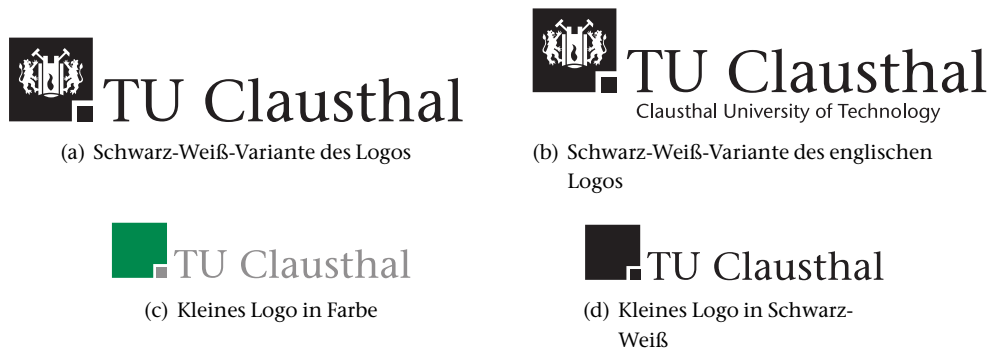 TU Clausthal
(a) Schwarz-Weiß-Variante des Logos
TU Clausthal
Clausthal University of Technology
(b) Schwarz-Weiß-Variante des englischen
Logos
TU Clausthal
(c) Kleines Logo in Farbe
TU Clausthal
(d) Kleines Logo in Schwarz-
Weiß